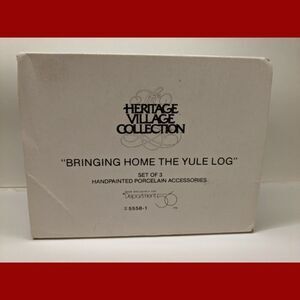 HERITAGE
VILLAGE
COLLECTION
"BRINGING HOME THE YULE LOG"
SET OF 3
HANDPAINTED PORCELAIN ACCESSORIES
Department 56
5558-1